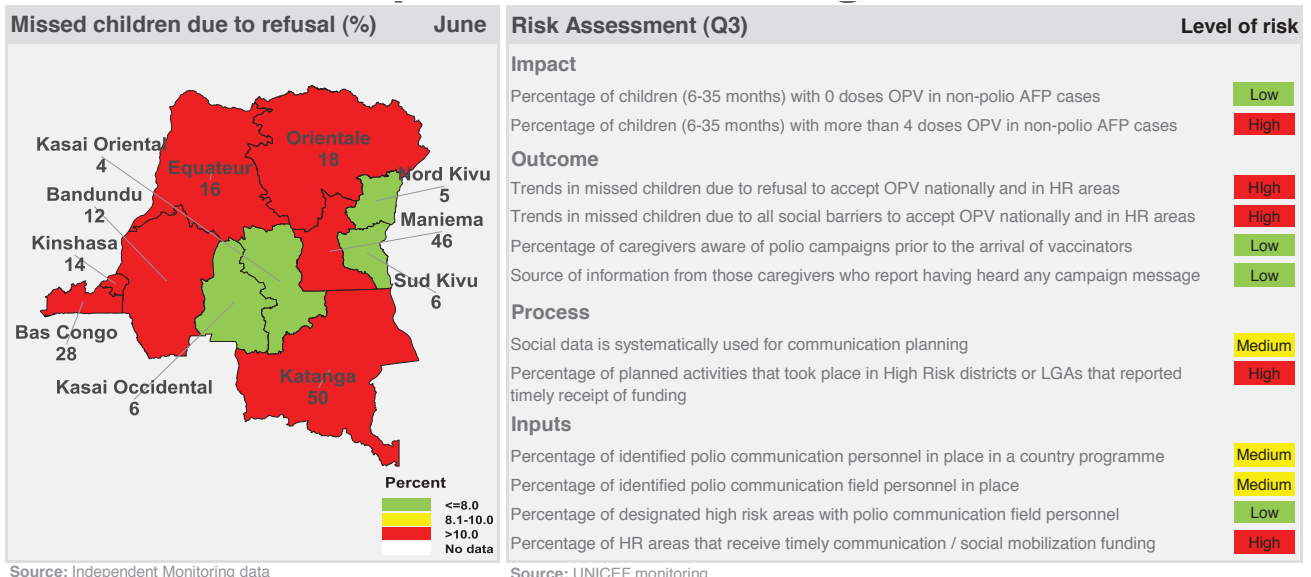 Missed children due to refusal (%) June
Kasai Oriental
4
Equateur
16
Orientale
18
Nord Kivu
5
Bandundu
12
Maniema
46
Kinshasa
14
Sud Kivu
6
Bas Congo
28
Kasai Occidental
6
Katanga
50
Percent
<=8.0
8.1-10.0
>10.0
No data
Source: Independent Monitoring data
Risk Assessment (Q3) Level of risk
Impact
Percentage of children (6-35 months) with 0 doses OPV in non-polio AFP cases Low
Percentage of children (6-35 months) with more than 4 doses OPV in non-polio AFP cases High
Outcome
Trends in missed children due to refusal to accept OPV nationally and in HR areas HIgh
Trends in missed children due to all social barriers to accept OPV nationally and in HR areas High
Percentage of caregivers aware of polio campaigns prior to the arrival of vaccinators Low
Source of information from those caregivers who report having heard any campaign message Low
Process
Social data is systematically used for communication planning Medium
Percentage of planned activities that took place in High Risk districts or LGAs that reported High
timely receipt of funding
Inputs
Percentage of identified polio communication personnel in place in a country programme Medium
Percentage of identified polio communication field personnel in place Medium
Percentage of designated high risk areas with polio communication field personnel Low
Percentage of HR areas that receive timely communication / social mobilization funding High
Source: UNICEF monitoring